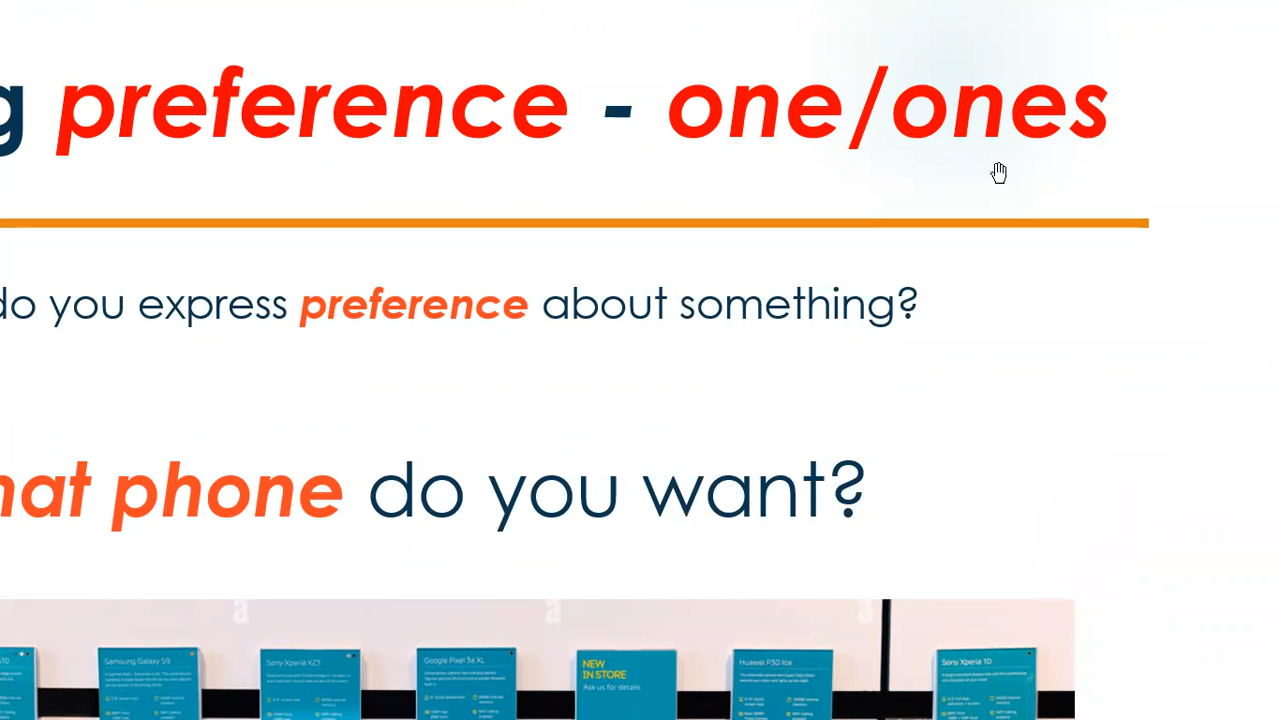 g preference - one/ones
do you express preference about something?
hat phone do you want?
Samsung Galaxy S9
Sony Xperia XZ3
Google Pixel 3a XL
NEW
IN STORE
Ask us for details
Huawei P30 lite
Sony Xperia 10